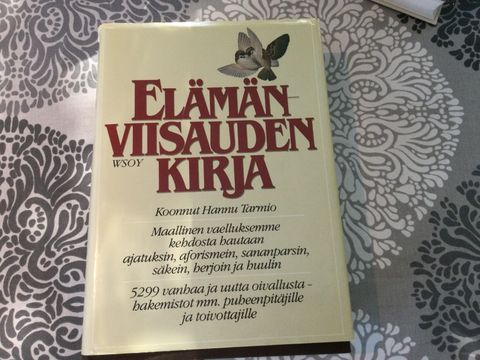 ELÄMÄN-
VIISAUDEN
WSOY
KIRJA
Koonnut Hannu Tarmio
Maallinen vaelluksemme
kehdosta hautaan
ajatuksin, aforismein, sananparsin,
säkein, herjoin ja huulin
5299 vanhaa ja uutta oivallusta –
hakemistot mm. puheenpitäjille
ja toivottajille